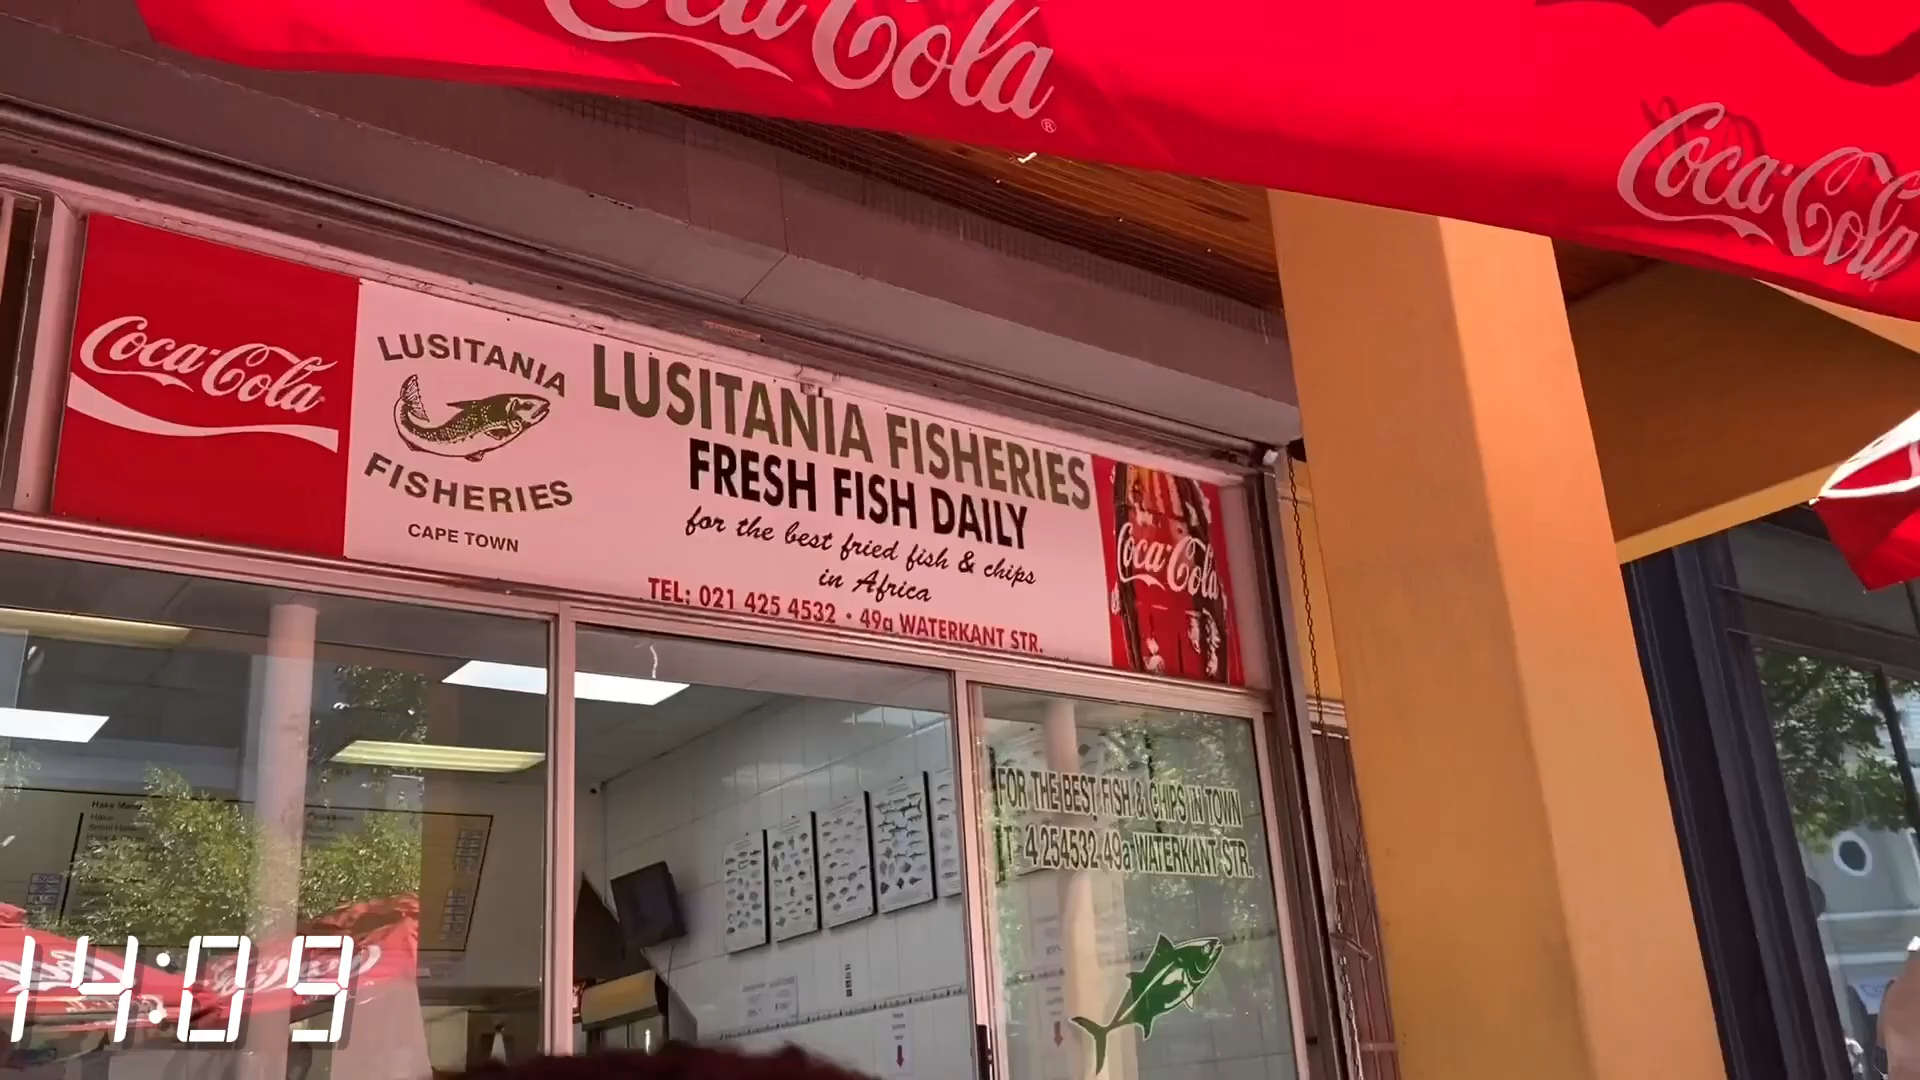 Coca-Cola
Coca-Cola
Coca-Cola
LUSITANIA
FISHERIES
CAPE TOWN
LUSITANIA FISHERIES
FRESH FISH DAILY
for the best fried fish & chips
in Africa
TEL: 021 425 4532 • 49a WATERKANT STR.
Coca-Cola
FOR THE BEST FISH & CHIPS IN TOWN
T 4254532 49a WATERKANT STR.
14:09